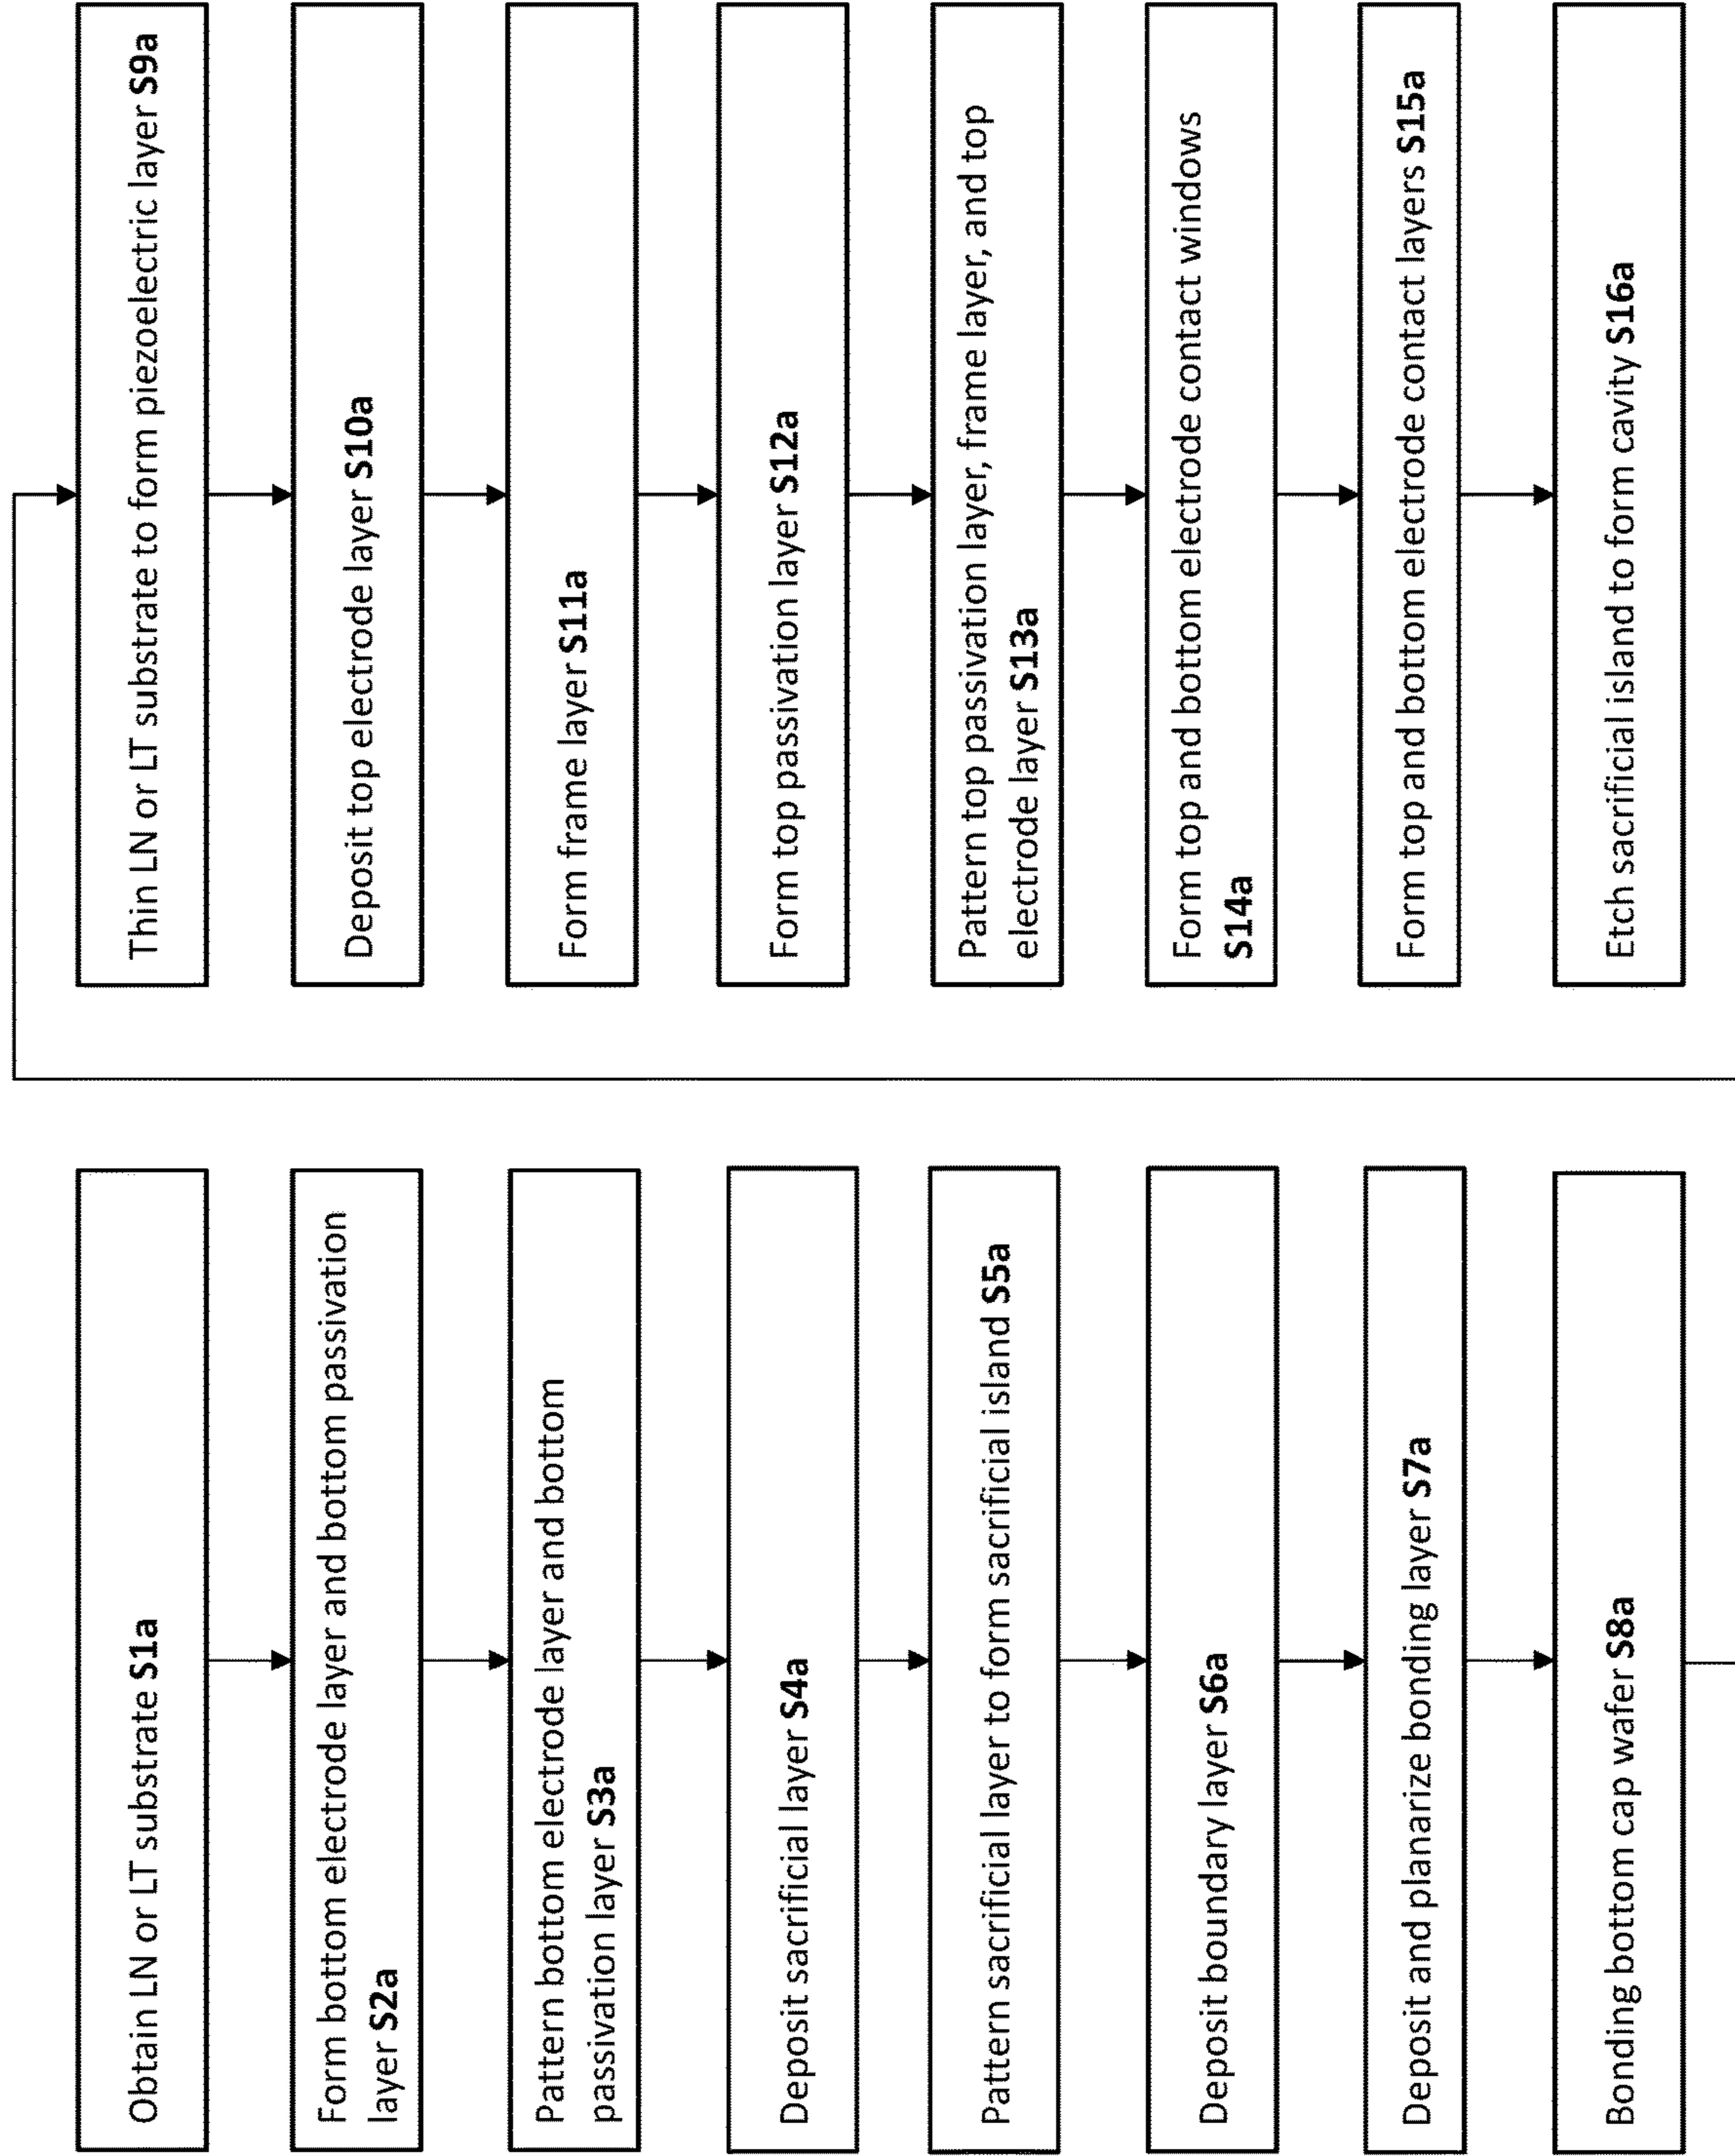 Obtain LN or LT substrate S1a
Form bottom electrode layer and bottom passivation
layer S2a
Pattern bottom electrode layer and bottom
passivation layer S3a
Deposit sacrificial layer S4a
Pattern sacrificial layer to form sacrificial island S5a
Deposit boundary layer S6a
Deposit and planarize bonding layer S7a
Bonding bottom cap wafer S8a
Thin LN or LT substrate to form piezoelectric layer S9a
Deposit top electrode layer S10a
Form frame layer S11a
Form top passivation layer S12a
Pattern top passivation layer, frame layer, and top
electrode layer S13a
Form top and bottom electrode contact windows
S14a
Form top and bottom electrode contact layers S15a
Etch sacrificial island to form cavity S16a